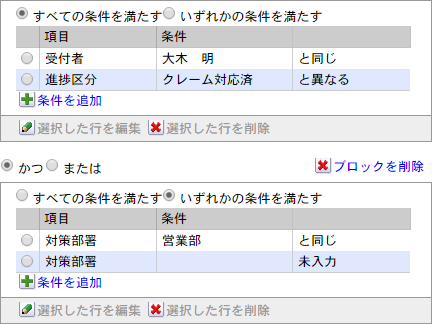 すべての条件を満たす いずれかの条件を満たす
項目 条件
受付者 大木　明 と同じ
進捗区分 クレーム対応済 と異なる
条件を追加
選択した行を編集 選択した行を削除
かつ または ブロックを削除
すべての条件を満たす いずれかの条件を満たす
項目 条件
対策部署 営業部 と同じ
対策部署 未入力
条件を追加
選択した行を編集 選択した行を削除